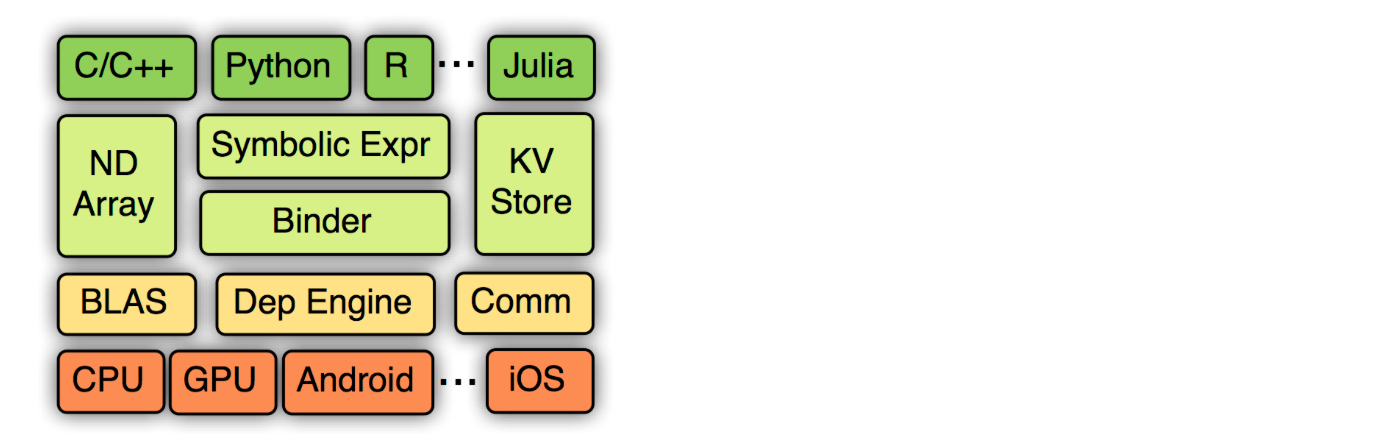 C/C++ Python R ... Julia
ND Array
Symbolic Expr
KV Store
Binder
BLAS Dep Engine Comm
CPU GPU Android ... iOS